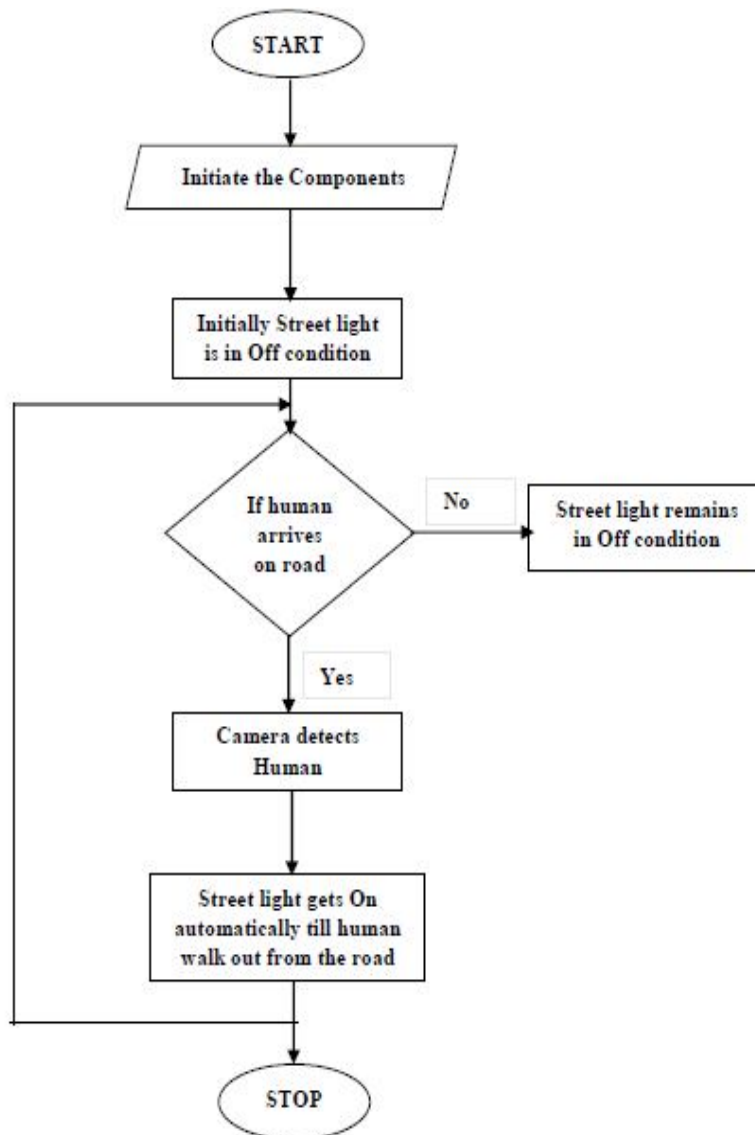 START
Initiate the Components
Initially Street light
is in Off condition
If human
arrives
on road
No
Street light remains
in Off condition
Yes
Camera detects
Human
Street light gets On
automatically till human
walk out from the road
STOP